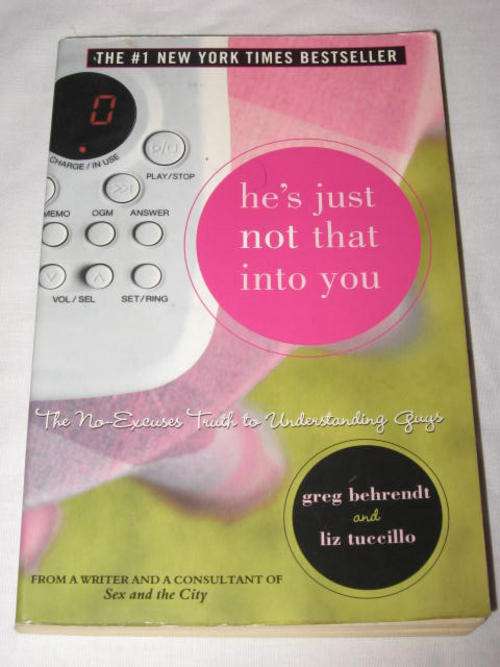 THE #1 NEW YORK TIMES BESTSELLER
0
CHARGE / IN USE
PLAY/STOP
MEMO OGM ANSWER
VOL / SEL SET/RING
he's just
not that
into you
The No-Excuses Truth to Understanding Guys
greg behrendt
and
liz tuccillo
FROM A WRITER AND A CONSULTANT OF
Sex and the City